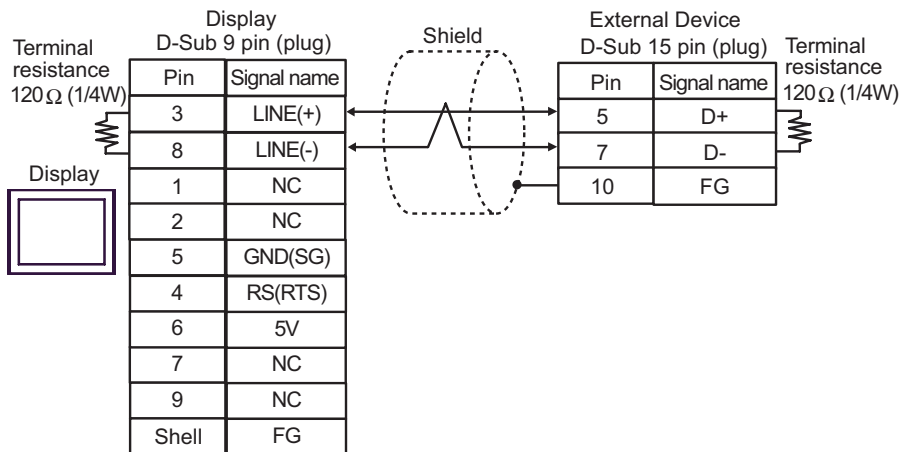 Display
D-Sub 9 pin (plug)
Shield
External Device
D-Sub 15 pin (plug)
Terminal
resistance
120Ω (1/4W)
Terminal
resistance
120Ω (1/4W)
Display
Pin Signal name
3 LINE(+)
8 LINE(-)
1 NC
2 NC
5 GND(SG)
4 RS(RTS)
6 5V
7 NC
9 NC
Shell FG
Pin Signal name
5 D+
7 D-
10 FG